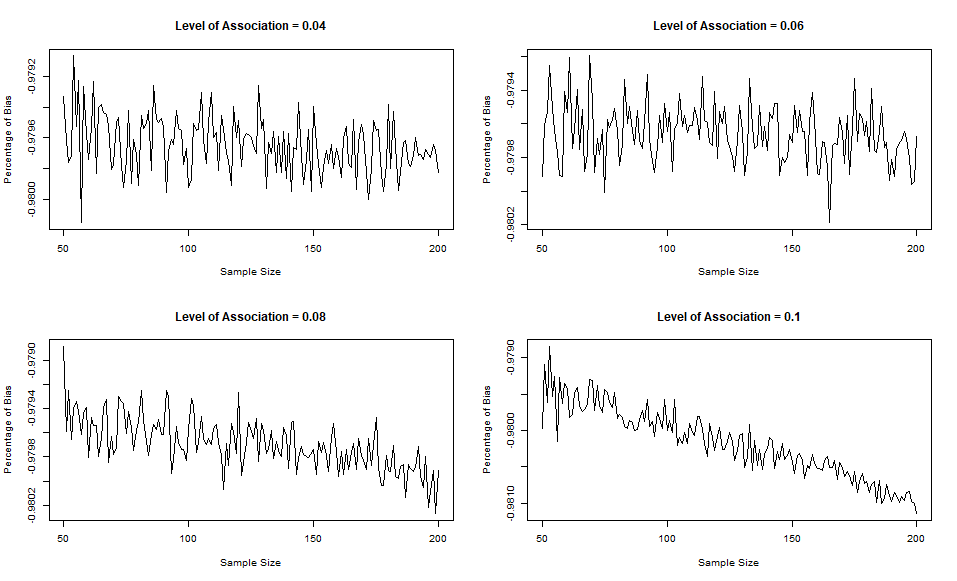 Level of Association = 0.04
Percentage of Bias
-0.9792
-0.9796
-0.9800
50 100 150 200
Sample Size
Level of Association = 0.06
Percentage of Bias
-0.9794
-0.9798
-0.9802
50 100 150 200
Sample Size
Level of Association = 0.08
Percentage of Bias
-0.9790
-0.9794
-0.9798
-0.9802
50 100 150 200
Sample Size
Level of Association = 0.1
Percentage of Bias
-0.9790
-0.9800
-0.9810
50 100 150 200
Sample Size